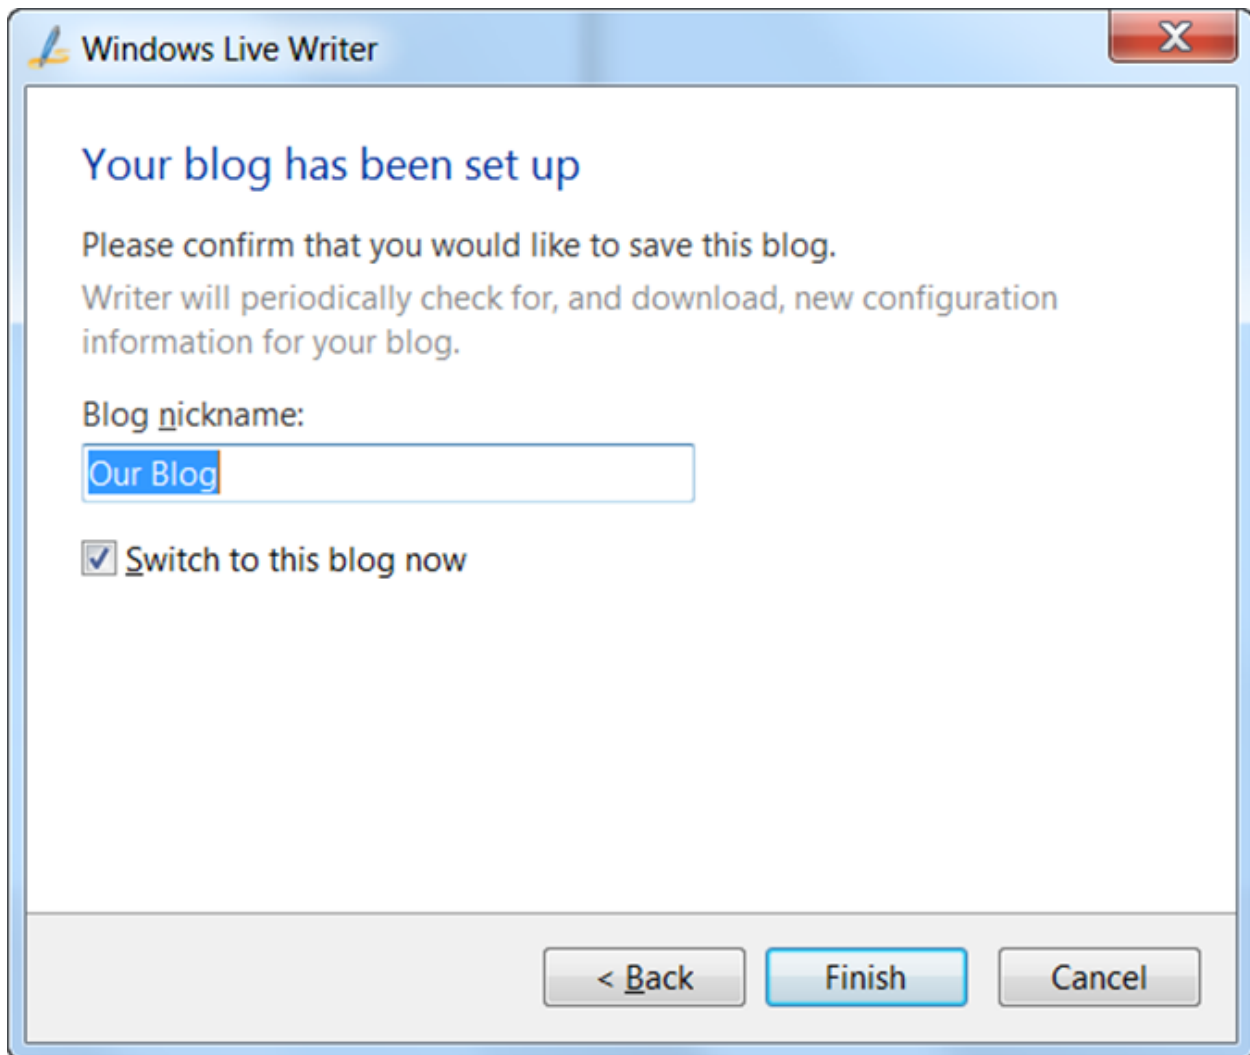 Windows Live Writer
Your blog has been set up
Please confirm that you would like to save this blog.
Writer will periodically check for, and download, new configuration
information for your blog.
Blog nickname:
Our Blog
Switch to this blog now
< Back Finish Cancel